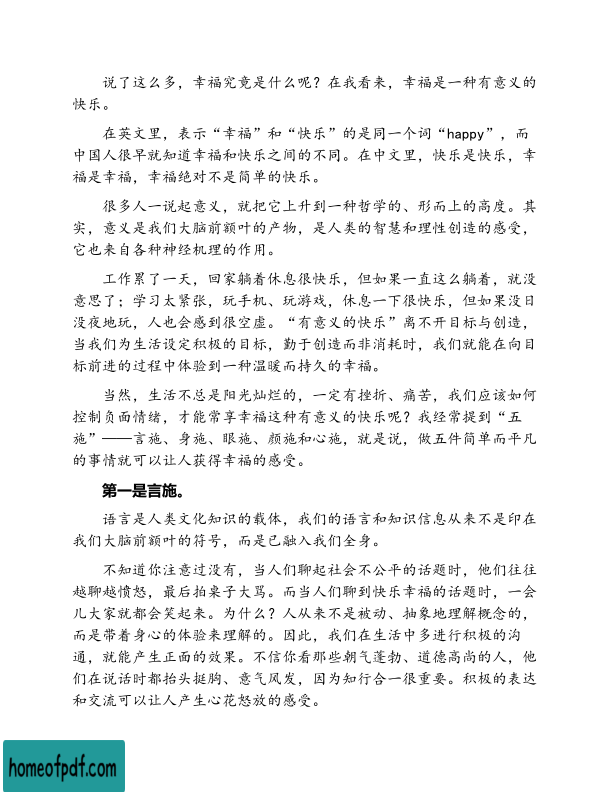 说了这么多，幸福究竟是什么呢？在我看来，幸福是一种有意义的
快乐。
在英文里，表示“幸福”和“快乐”的是同一个词“happy”，而
中国人很早就知道幸福和快乐之间的不同。在中文里，快乐是快乐，幸
福是幸福，幸福绝对不是简单的快乐。
很多人一说起意义，就把它上升到一种哲学的、形而上的高度。其
实，意义是我们大脑前额叶的产物，是人类的智慧和理性创造的感受，
它也来自各种神经机理的作用。
工作累了一天，回家躺着休息很快乐，但如果一直这么躺着，就没
意思了；学习太紧张，玩手机、玩游戏，休息一下很快乐，但如果没日
没夜地玩，人也会感到很空虚。“有意义的快乐”离不开目标与创造，
当我们为生活设定积极的目标，勤于创造而非消耗时，我们就能在向目
标前进的过程中体验到一种温暖而持久的幸福。
当然，生活不总是阳光灿烂的，一定有挫折、痛苦，我们应该如何
控制负面情绪，才能常享幸福这种有意义的快乐呢？我经常提到“五
施”——言施、身施、眼施、颜施和心施，就是说，做五件简单而平凡
的事情就可以让人获得幸福的感受。
第一是言施。
语言是人类文化知识的载体，我们的语言和知识信息从来不是印在
我们大脑前额叶的符号，而是已融入我们全身。
不知道你注意过没有，当人们聊起社会不公平的话题时，他们往往
越聊越愤怒，最后拍桌子大骂。而当人们聊到快乐幸福的话题时，一会
儿大家就都会笑起来。为什么？人从来不是被动、抽象地理解概念的，
而是带着身心的体验来理解的。因此，我们在生活中多进行积极的沟
通，就能产生正面的效果。不信你看那些朝气蓬勃、道德高尚的人，他
们在说话时都抬头挺胸、意气风发，因为知行合一很重要。积极的表达
和交流可以让人产生心花怒放的感受。
homeofpdf.com